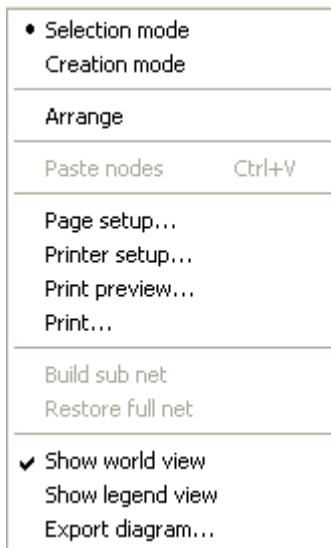 Selection mode
Creation mode
Arrange
Paste nodes Ctrl+V
Page setup...
Printer setup...
Print preview...
Print...
Build sub net
Restore full net
Show world view
Show legend view
Export diagram...